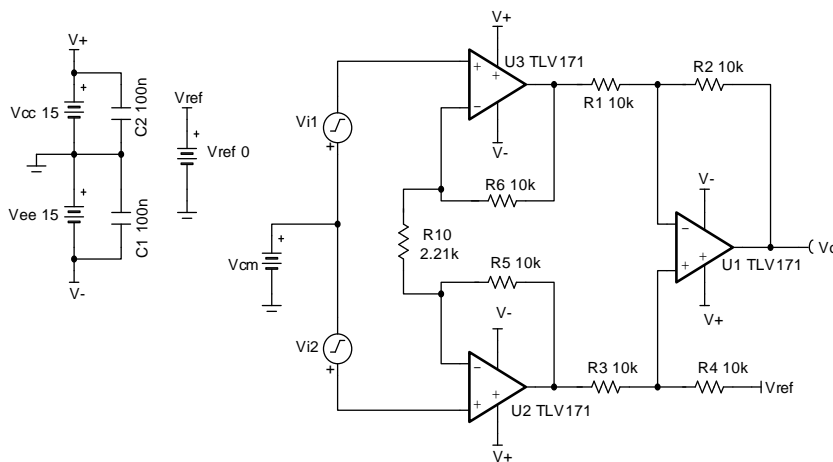 V+
Vcc 15
C2 100n
Vref
Vref 0
Vee 15
C1 100n
V-
Vi1
Vcm
Vi2
V+
U3 TLV171
V-
R6 10k
R10
2.21k
R5 10k
V-
U2 TLV171
V+
R1 10k
R2 10k
V-
U1 TLV171
V+
R3 10k
R4 10k
Vref